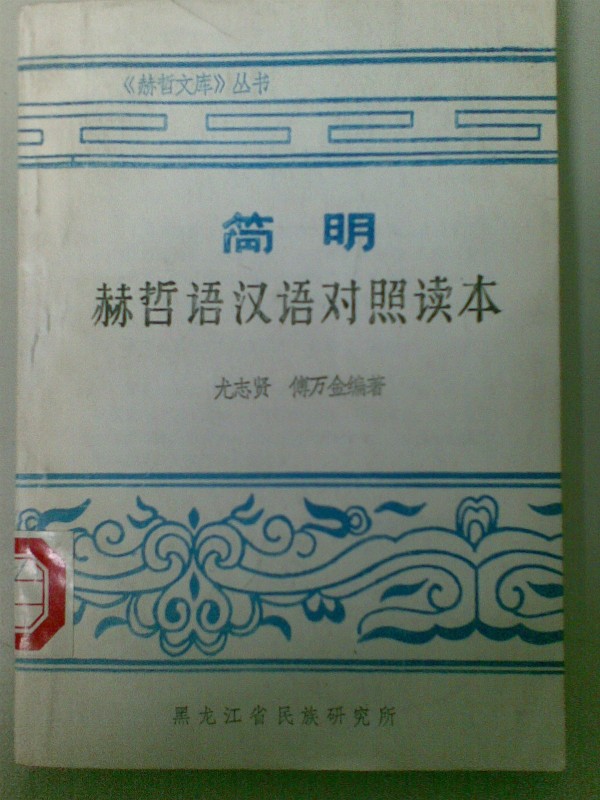 《赫哲文库》丛书
简明
赫哲语汉语对照读本
尤志贤 傅万金编著
黑龙江省民族研究所